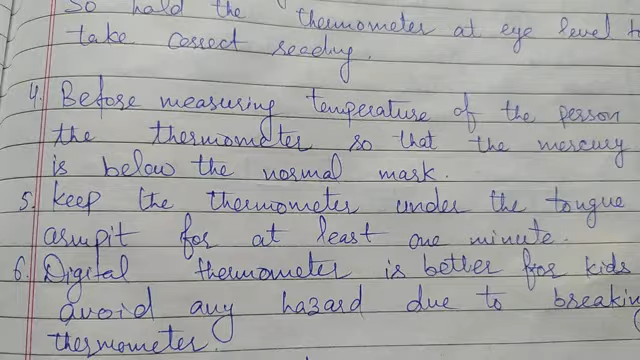 So hold the thermometer at eye level to
take correct reading.
4. Before measuring temperature of the person
the thermometer so that the mercury
is below the normal mark.
5. Keep the thermometer under the tongue
armpit for at least one minute.
6. Digital thermometer is better for kids
avoid any hazard due to breaking
thermometer.